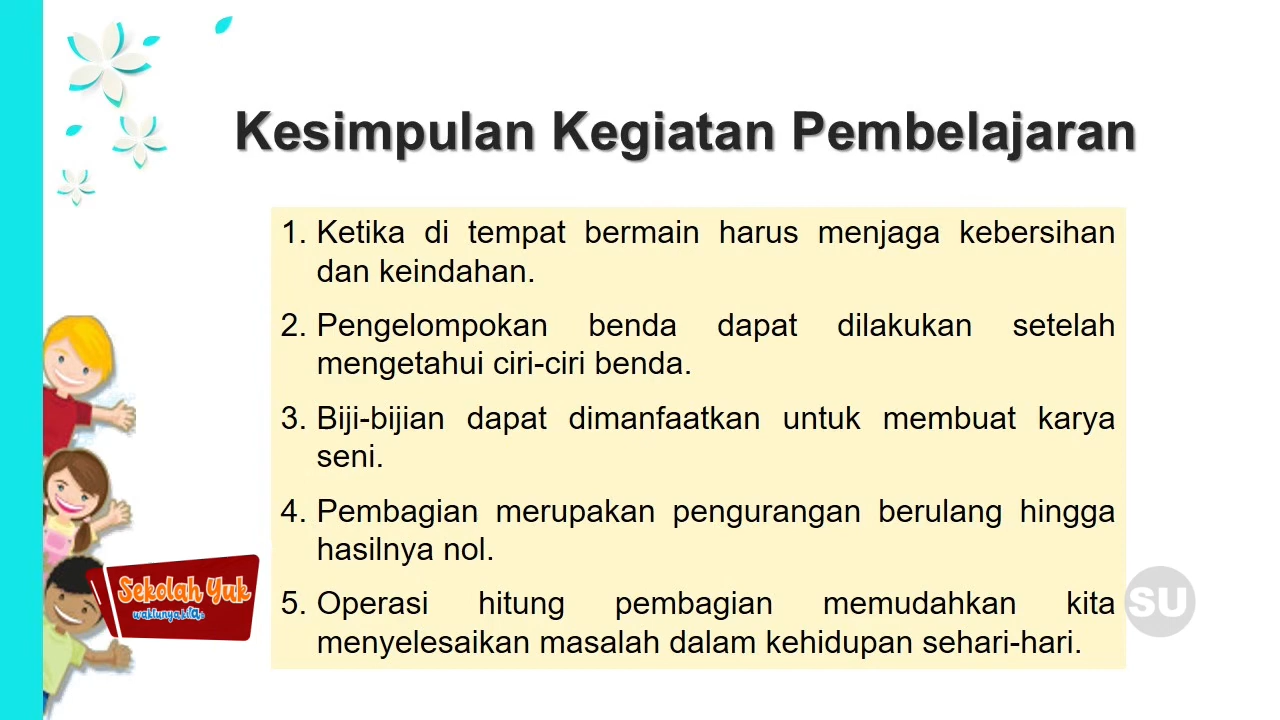 Kesimpulan Kegiatan Pembelajaran
1. Ketika di tempat bermain harus menjaga kebersihan
dan keindahan.
2. Pengelompokan benda dapat dilakukan setelah
mengetahui ciri-ciri benda.
3. Biji-bijian dapat dimanfaatkan untuk membuat karya
seni.
4. Pembagian merupakan pengurangan berulang hingga
hasilnya nol.
5. Operasi hitung pembagian memudahkan kita
menyelesaikan masalah dalam kehidupan sehari-hari.
Sekolah Yuk
waktunya kita
SU